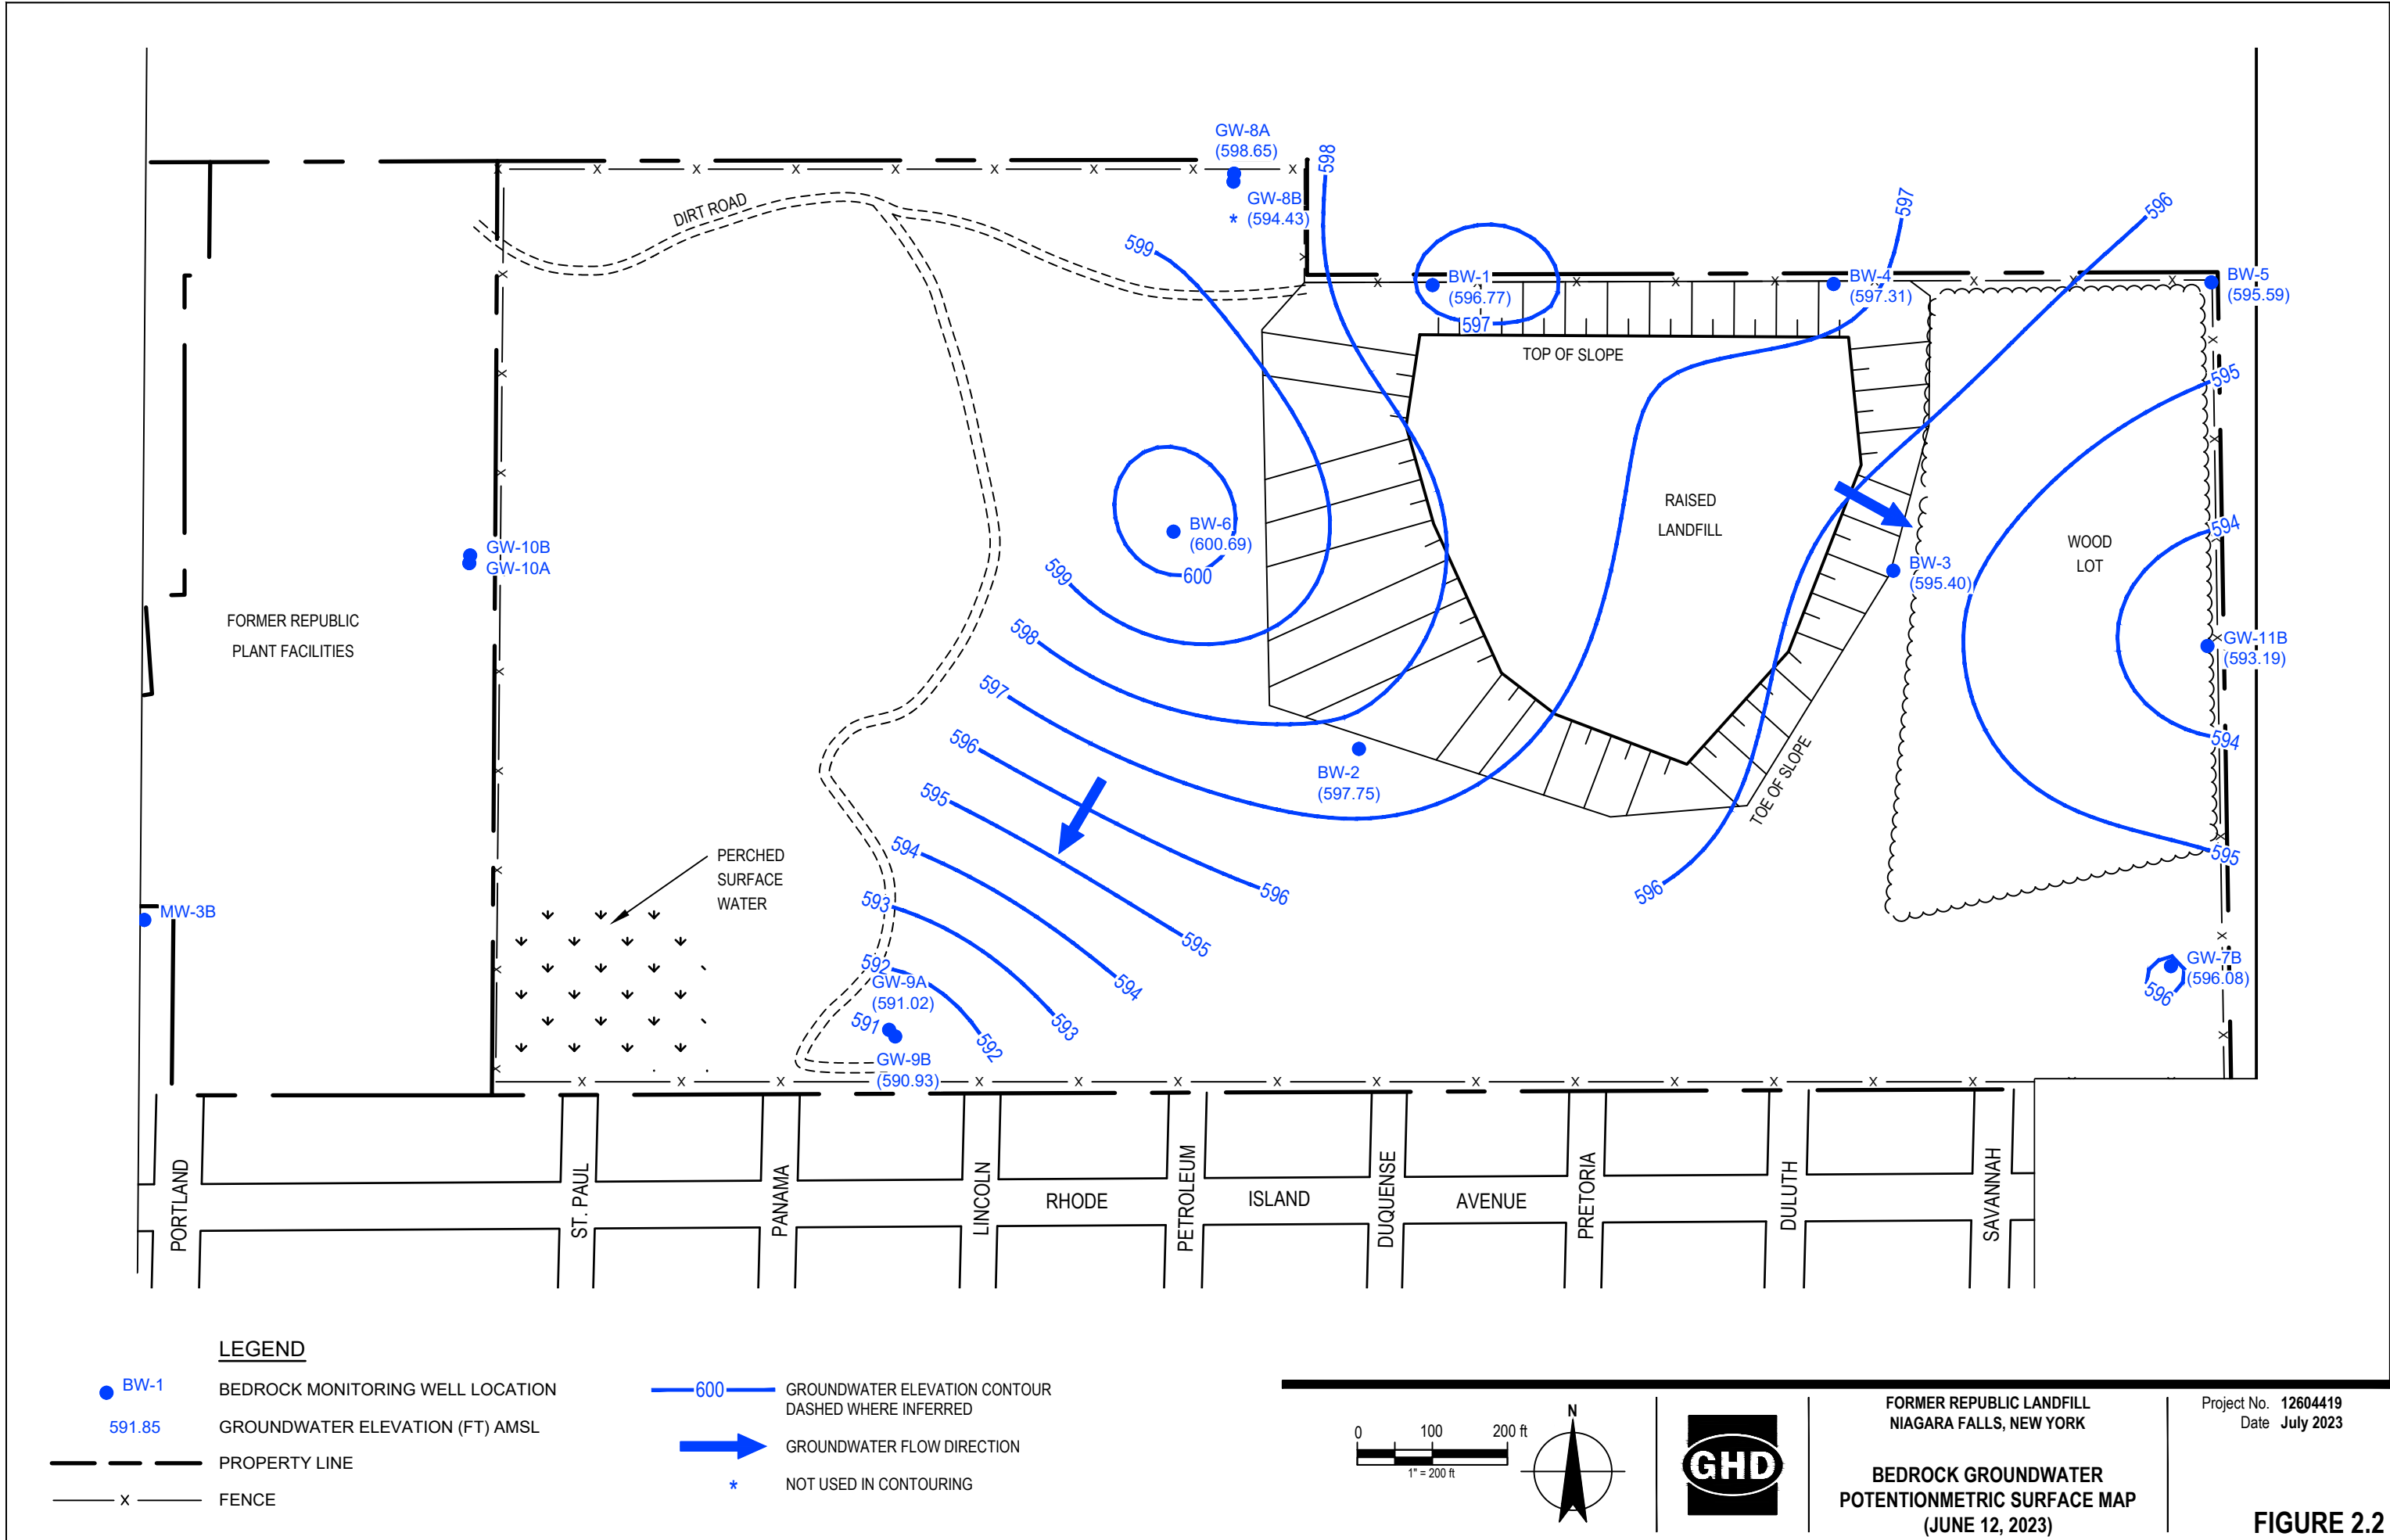 GW-8A
(598.65)
GW-8B
* (594.43)
598
DIRT ROAD
599
597
596
BW-1
(596.77)
597
BW-4
(597.31)
BW-5
(595.59)
TOP OF SLOPE
595
BW-6
(600.69)
600
RAISED
LANDFILL
594
WOOD
LOT
GW-10B
GW-10A
599
BW-3
(595.40)
FORMER REPUBLIC
PLANT FACILITIES
598
GW-11B
(593.19)
597
596
594
BW-2
(597.75)
TOE OF SLOPE
595
594
PERCHED
SURFACE
WATER
595
596
596
593
MW-3B
595
592
GW-9A
(591.02)
594
GW-7B
(596.08)
596
591
593
592
GW-9B
(590.93)
X
PORTLAND
ST. PAUL
PANAMA
LINCOLN
RHODE
PETROLEUM
ISLAND
DUQUENSE
AVENUE
PRETORIA
DULUTH
SAVANNAH
LEGEND
BW-1
BEDROCK MONITORING WELL LOCATION
591.85
GROUNDWATER ELEVATION (FT) AMSL
PROPERTY LINE
X
FENCE
600
GROUNDWATER ELEVATION CONTOUR
DASHED WHERE INFERRED
GROUNDWATER FLOW DIRECTION
* NOT USED IN CONTOURING
0 100 200 ft
1" = 200 ft
N
GHD
FORMER REPUBLIC LANDFILL
NIAGARA FALLS, NEW YORK
BEDROCK GROUNDWATER
POTENTIONMETRIC SURFACE MAP
(JUNE 12, 2023)
Project No. 12604419
Date July 2023
FIGURE 2.2